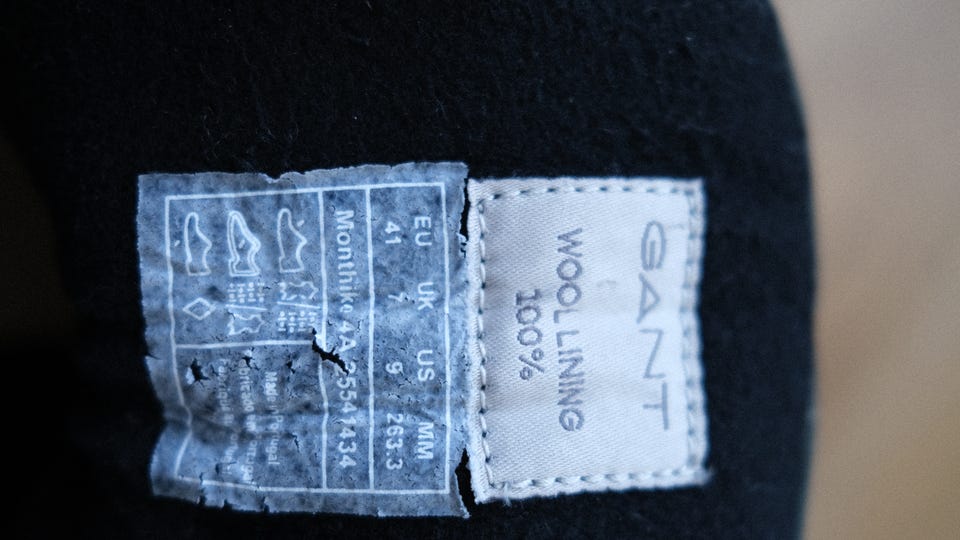 GANT
WOOL LINING
100%
EU UK US MM
41 7 9 263.3
Monthike 4A 25541434
Made in Portugal